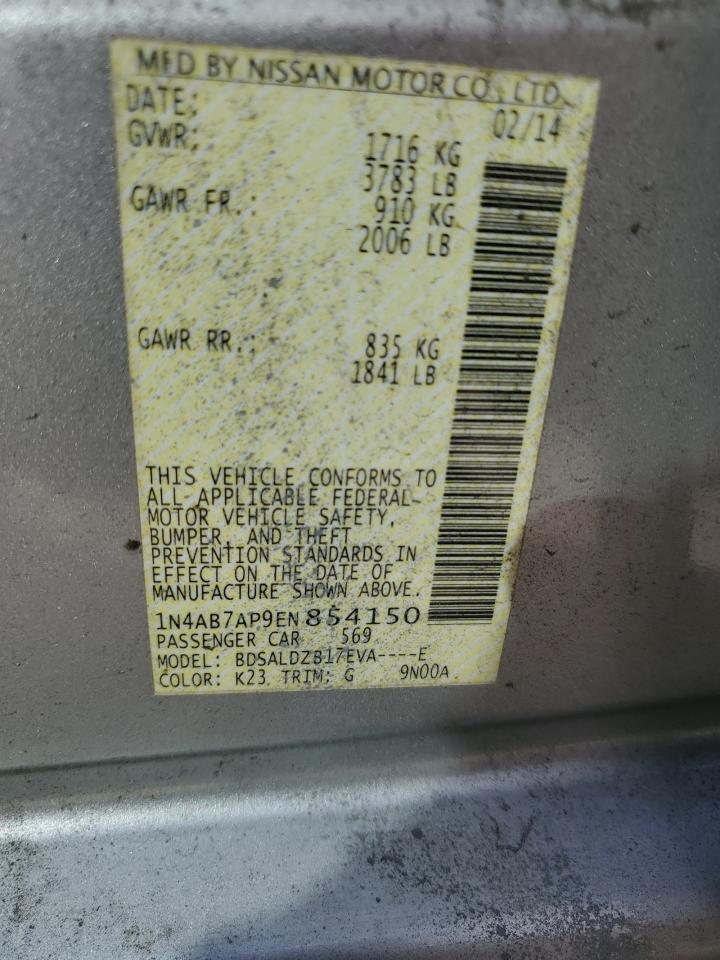 MFD BY NISSAN MOTOR CO., LTD.
DATE: 02/14
GVWR: 1716 KG
3783 LB
GAWR FR.: 910 KG
2006 LB
GAWR RR.: 835 KG
1841 LB
THIS VEHICLE CONFORMS TO
ALL APPLICABLE FEDERAL
MOTOR VEHICLE SAFETY,
BUMPER, AND THEFT
PREVENTION STANDARDS IN
EFFECT ON THE DATE OF
MANUFACTURE SHOWN ABOVE.
1N4AB7AP9EN854150
PASSENGER CAR 569
MODEL: BDSALDZB17EVA----E
COLOR: K23 TRIM: G 9N00A